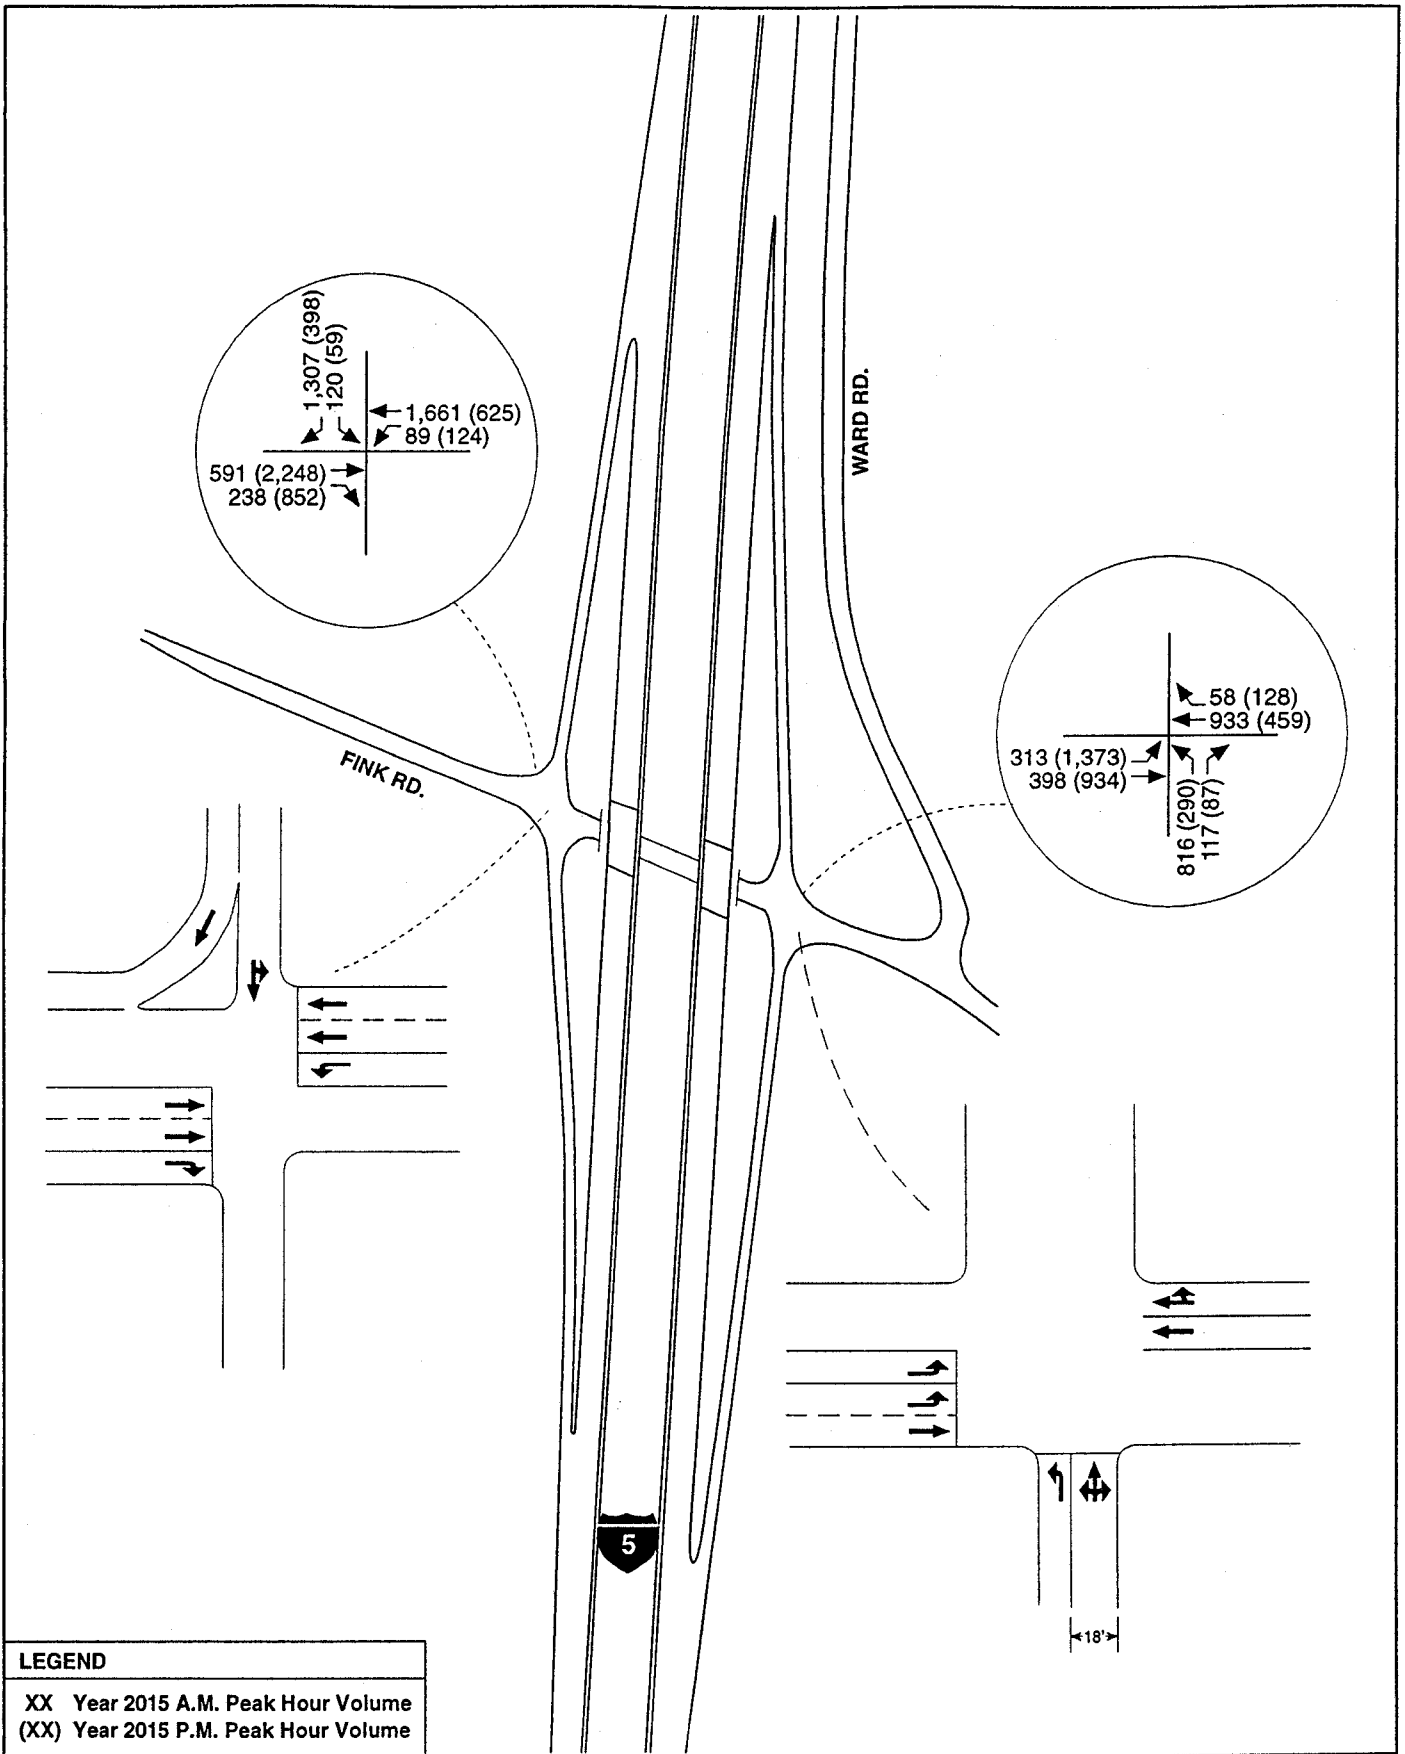 1,307 (398)
120 (59)
1,661 (625)
89 (124)
591 (2,248)
238 (852)
WARD RD.
FINK RD.
58 (128)
933 (459)
313 (1,373)
398 (934)
816 (290)
117 (87)
5
18'
LEGEND
XX Year 2015 A.M. Peak Hour Volume
(XX) Year 2015 P.M. Peak Hour Volume